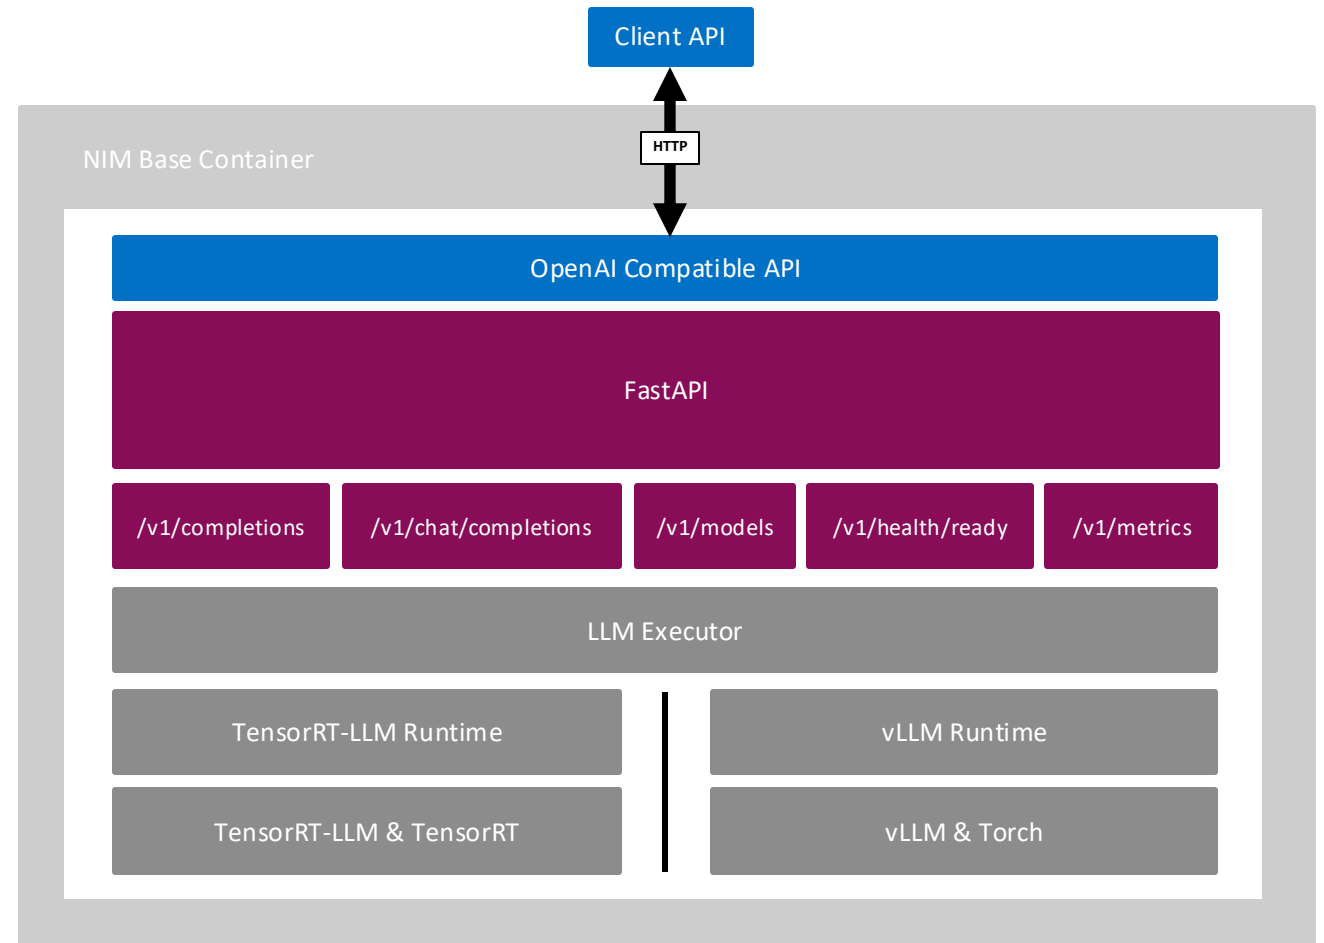 Client API
HTTP
NIM Base Container
OpenAI Compatible API
FastAPI
/v1/completions
/v1/chat/completions
/v1/models
/v1/health/ready
/v1/metrics
LLM Executor
TensorRT-LLM Runtime
vLLM Runtime
TensorRT-LLM & TensorRT
vLLM & Torch